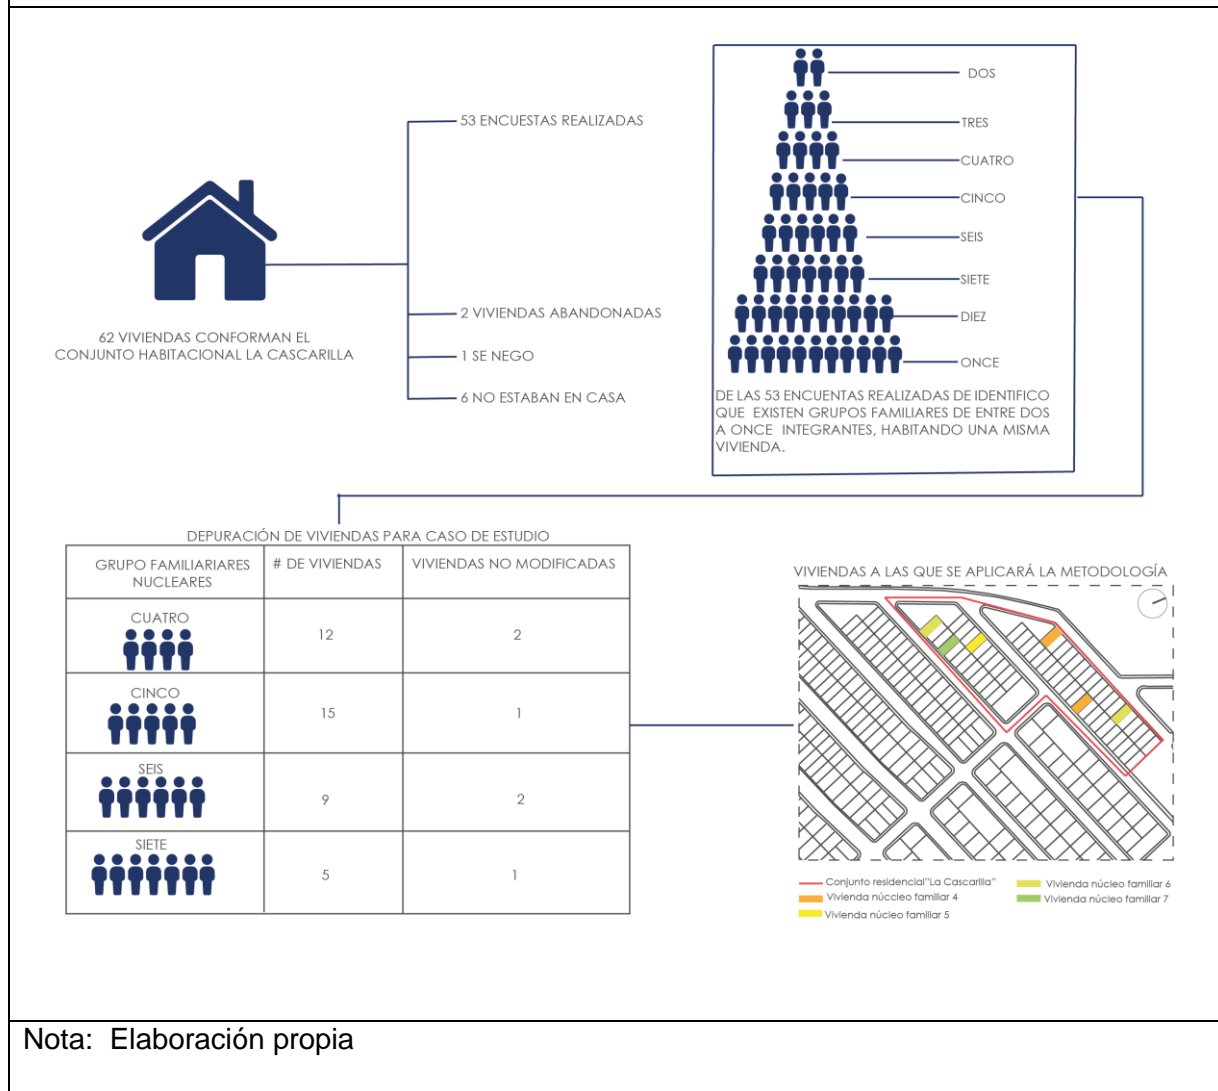 53 ENCUESTAS REALIZADAS
2 VIVIENDAS ABANDONADAS
1 SE NEGO
6 NO ESTABAN EN CASA
62 VIVIENDAS CONFORMAN EL
CONJUNTO HABITACIONAL LA CASCARILLA
DOS
TRES
CUATRO
CINCO
SEIS
SIETE
DIEZ
ONCE
DE LAS 53 ENCUENTAS REALIZADAS DE IDENTIFICO
QUE EXISTEN GRUPOS FAMILIARES DE ENTRE DOS
A ONCE INTEGRANTES, HABITANDO UNA MISMA
VIVIENDA.
DEPURACIÓN DE VIVIENDAS PARA CASO DE ESTUDIO
GRUPO FAMILIARIARES
NUCLEARES
# DE VIVIENDAS
VIVIENDAS NO MODIFICADAS
CUATRO
12
2
CINCO
15
1
SEIS
9
2
SIETE
5
1
VIVIENDAS A LAS QUE SE APLICARÁ LA METODOLOGÍA
Conjunto residencial"La Cascarilla"
Vivienda núccleo familiar 4
Vivienda núcleo familiar 5
Vivienda núcleo familiar 6
Vivienda núcleo familiar 7
Nota: Elaboración propia